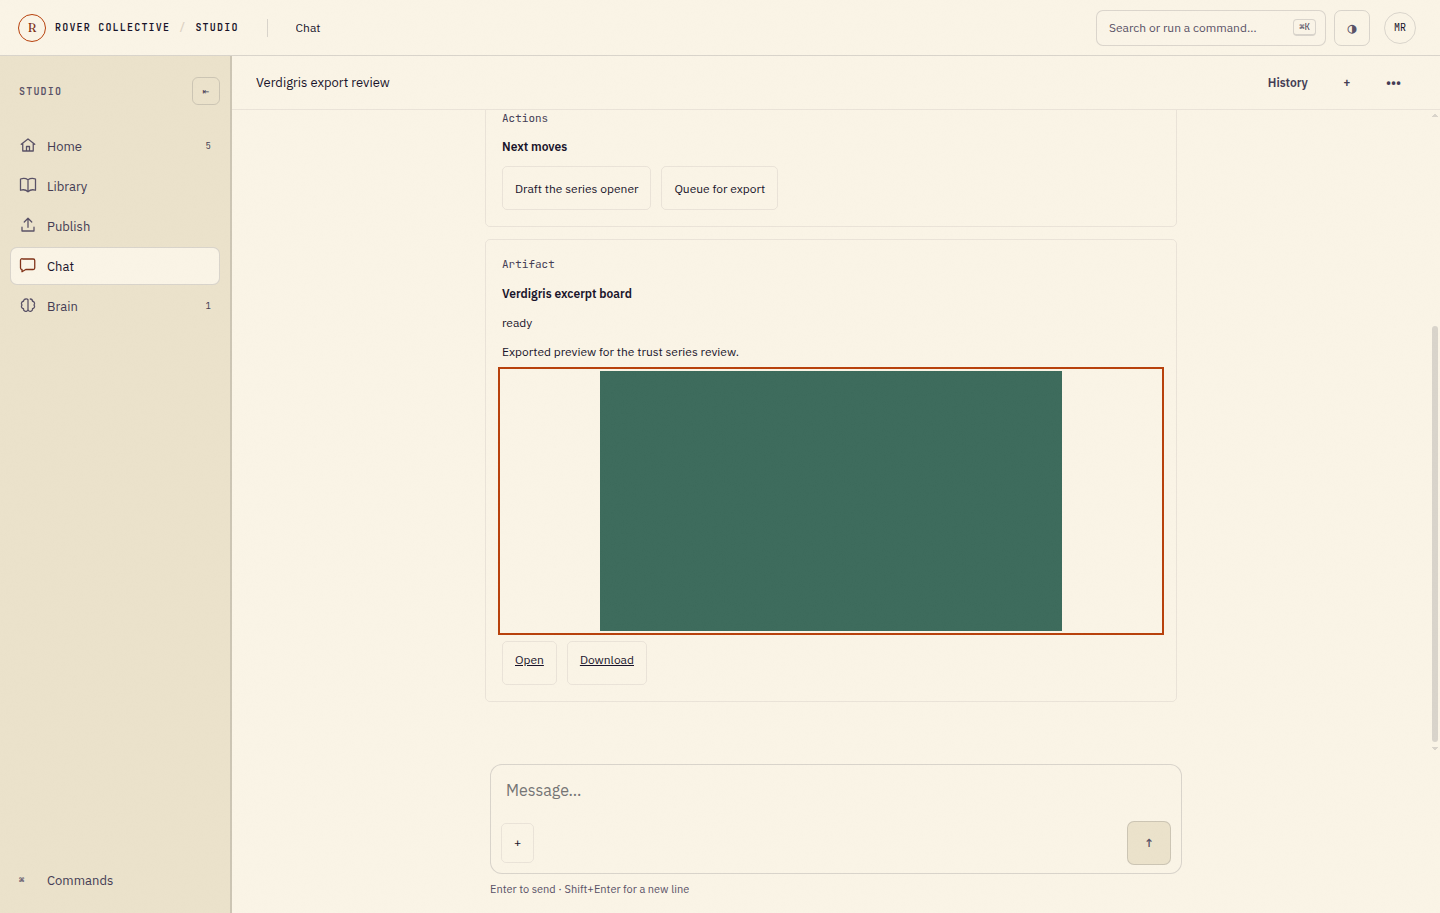 R ROVER COLLECTIVE / STUDIO
Chat
Search or run a command...
⌘K
MR
STUDIO
Home 5
Library
Publish
Chat
Brain 1
⌘ Commands
Verdigris export review
History + •••
Actions
Next moves
Draft the series opener
Queue for export
Artifact
Verdigris excerpt board
ready
Exported preview for the trust series review.
Open
Download
Message...
+ ↑
Enter to send · Shift+Enter for a new line